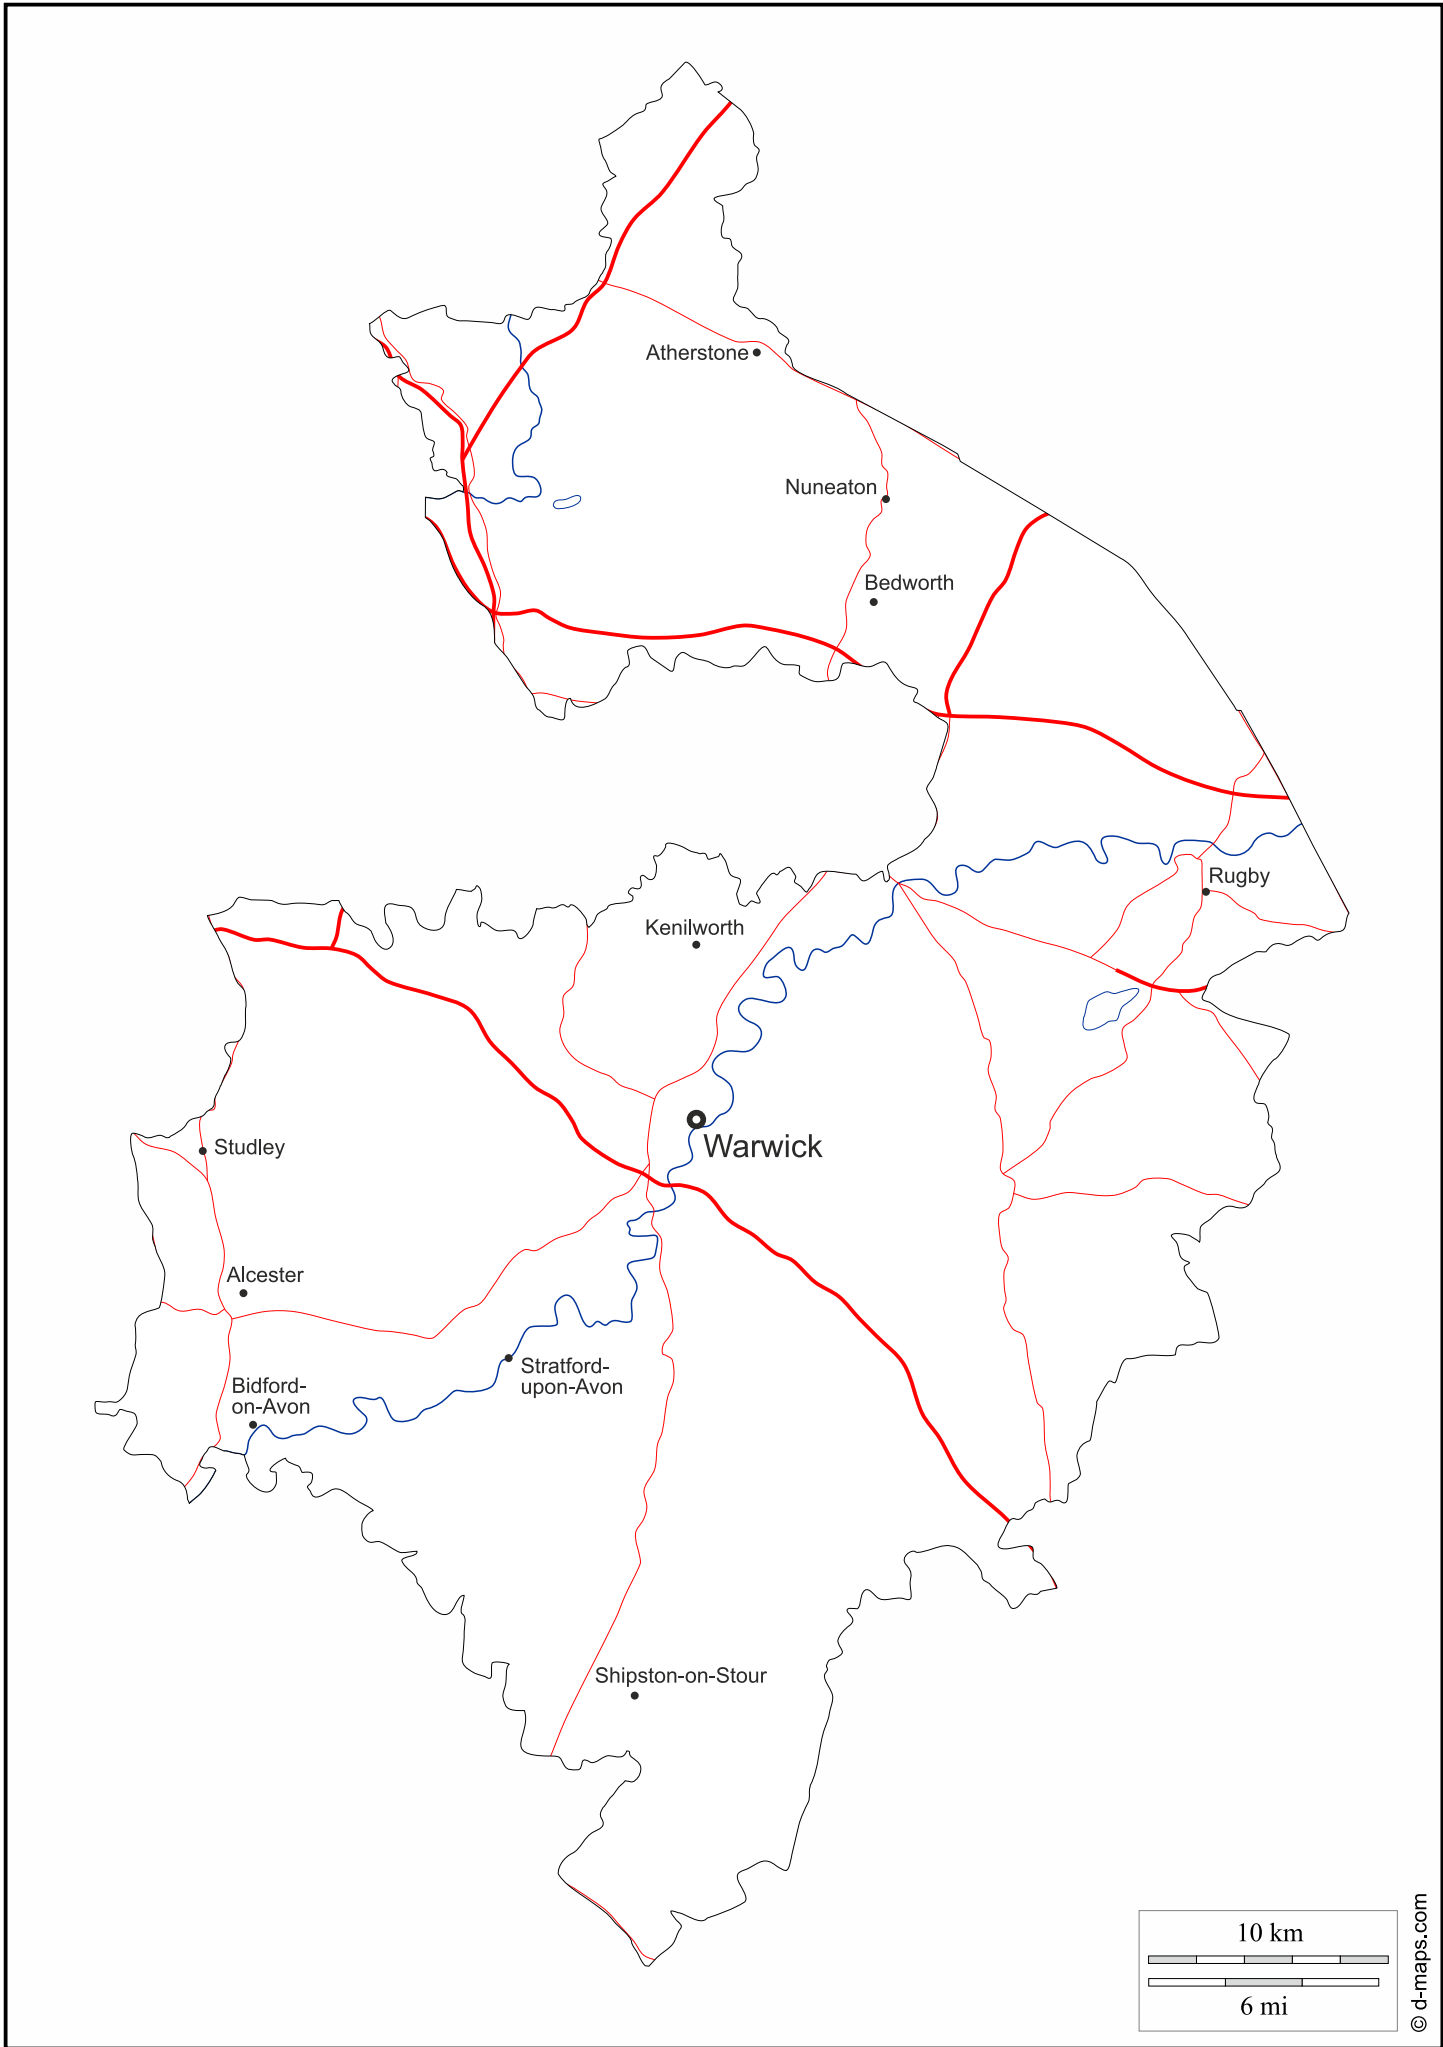 Atherstone
Nuneaton
Bedworth
Rugby
Kenilworth
Warwick
Studley
Alcester
Stratford-
upon-Avon
Bidford-
on-Avon
Shipston-on-Stour
10 km
6 mi
© d-maps.com